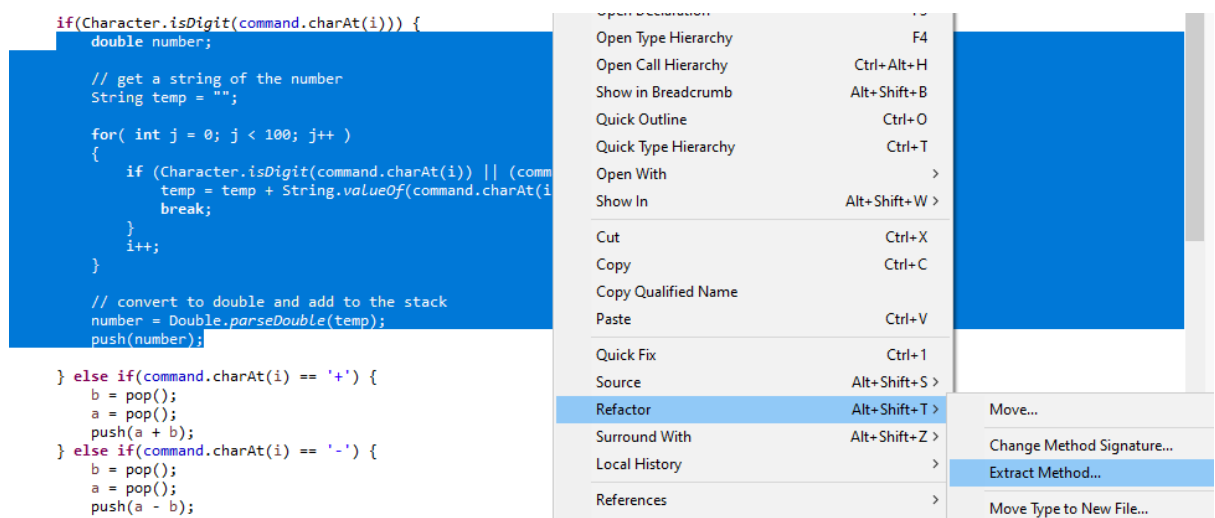 if(Character.isDigit(command.charAt(i))) {
double number;
// get a string of the number
String temp = "";
for( int j = 0; j < 100; j++ )
{
if (Character.isDigit(command.charAt(i)) || (comm
temp = temp + String.valueOf(command.charAt(i
break;
}
i++;
}
// convert to double and add to the stack
number = Double.parseDouble(temp);
push(number);
} else if(command.charAt(i) == '+') {
b = pop();
a = pop();
push(a + b);
} else if(command.charAt(i) == '-') {
b = pop();
a = pop();
push(a - b);
Open Declaration F3
Open Type Hierarchy F4
Open Call Hierarchy Ctrl+Alt+H
Show in Breadcrumb Alt+Shift+B
Quick Outline Ctrl+O
Quick Type Hierarchy Ctrl+T
Open With >
Show In Alt+Shift+W >
Cut Ctrl+X
Copy Ctrl+C
Copy Qualified Name
Paste Ctrl+V
Quick Fix Ctrl+1
Source Alt+Shift+S >
Refactor Alt+Shift+T >
Surround With Alt+Shift+Z >
Local History >
References >
Move...
Change Method Signature...
Extract Method...
Move Type to New File...